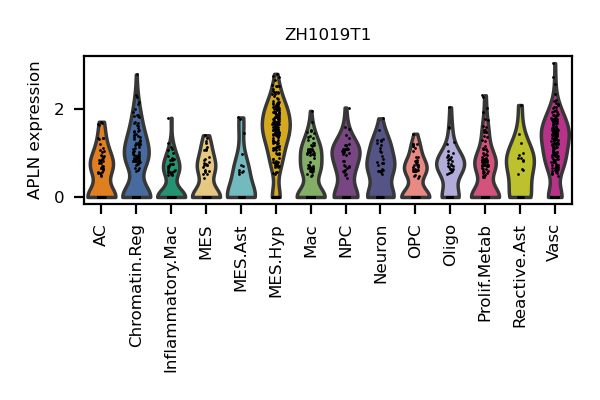 ZH1019T1
APLN expression
2
0
AC
Chromatin.Reg
Inflammatory.Mac
MES
MES.Ast
MES.Hyp
Mac
NPC
Neuron
OPC
Oligo
Prolif.Metab
Reactive.Ast
Vasc